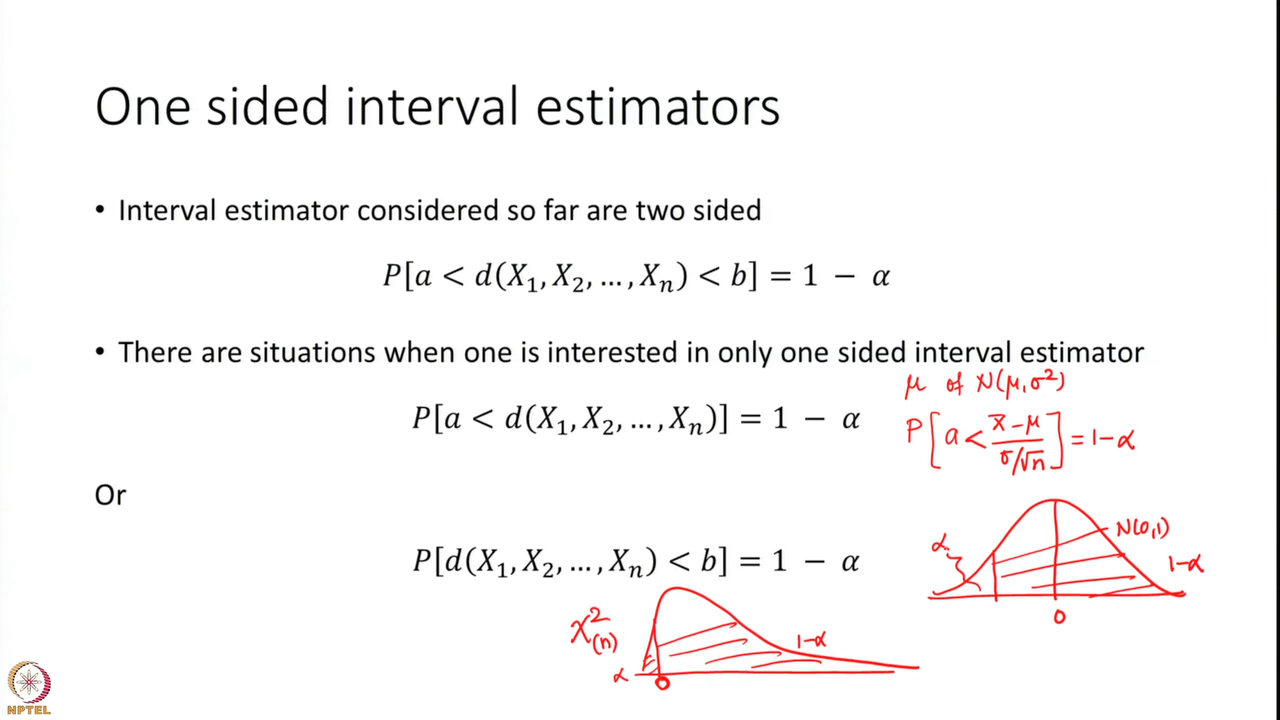 One sided interval estimators
• Interval estimator considered so far are two sided
P[a < d(X₁, X₂, …, Xₙ) < b] = 1 − α
• There are situations when one is interested in only one sided interval estimator
μ of N(μ, σ²)
P[a < d(X₁, X₂, …, Xₙ)] = 1 − α
P[a < (x̄ − μ)/(σ/√n)] = 1 − α
Or
N(0,1)
α
1-α
P[d(X₁, X₂, …, Xₙ) < b] = 1 − α
0
χ²(n)
1-α
α
0
NPTEL